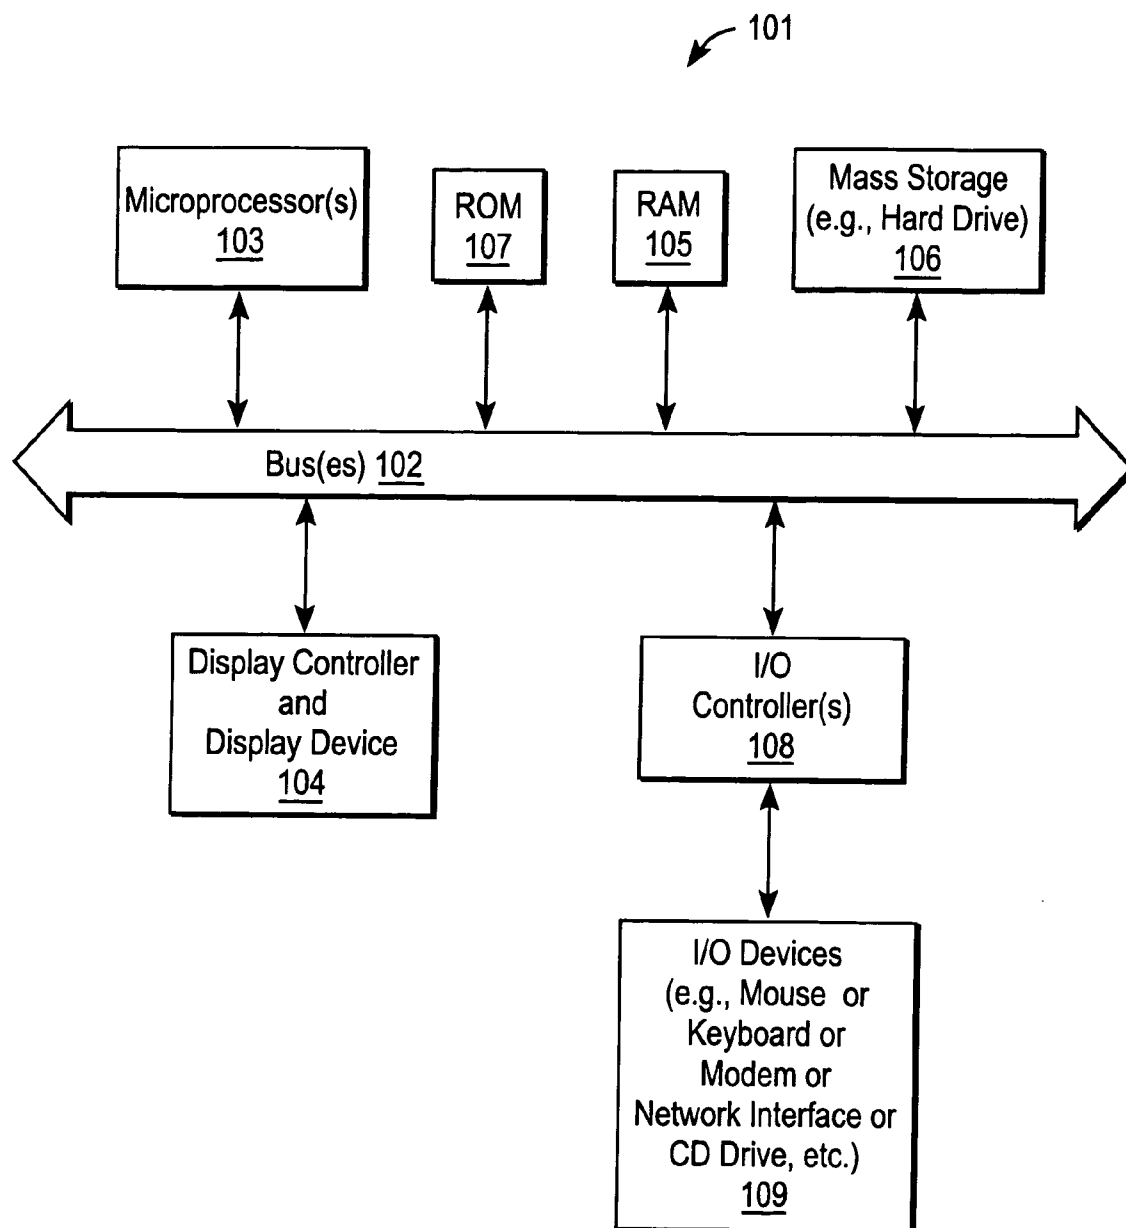 101
Microprocessor(s)
103
ROM
107
RAM
105
Mass Storage
(e.g., Hard Drive)
106
Bus(es) 102
Display Controller
and
Display Device
104
I/O
Controller(s)
108
I/O Devices
(e.g., Mouse or
Keyboard or
Modem or
Network Interface or
CD Drive, etc.)
109